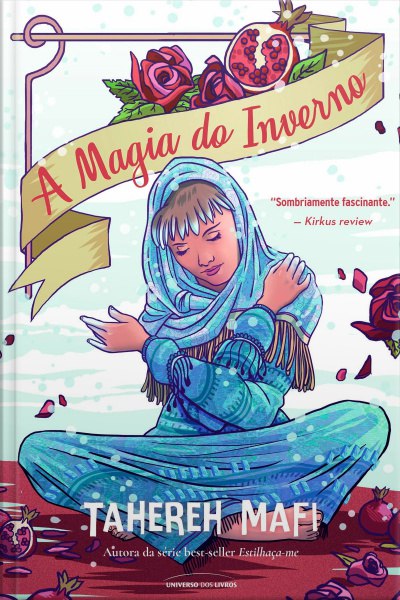 A Magia do Inverno
“Sombriamente fascinante.”
— Kirkus review
TAHEREH MAFI
Autora da série best-seller Estilhaça-me
UNIVERSO DOS LIVROS